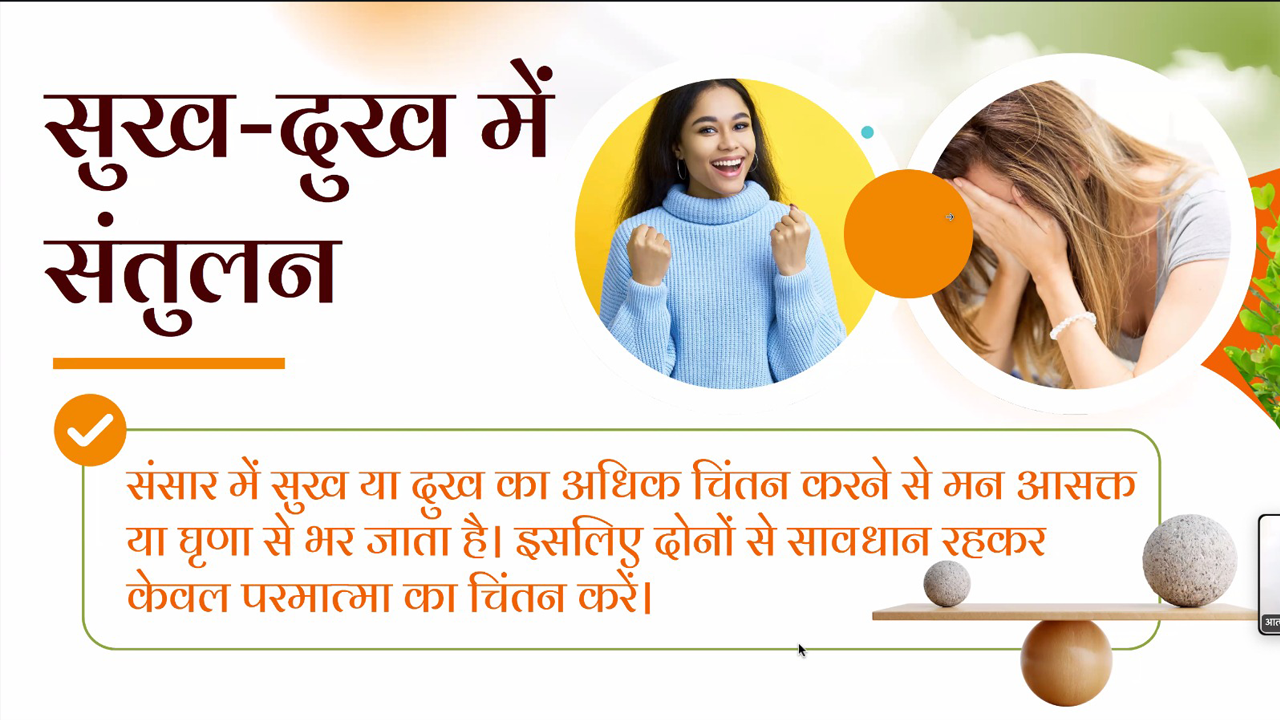 सुख-दुख में
संतुलन
संसार में सुख या दुख का अधिक चिंतन करने से मन आसक्त
या घृणा से भर जाता है। इसलिए दोनों से सावधान रहकर
केवल परमात्मा का चिंतन करें।